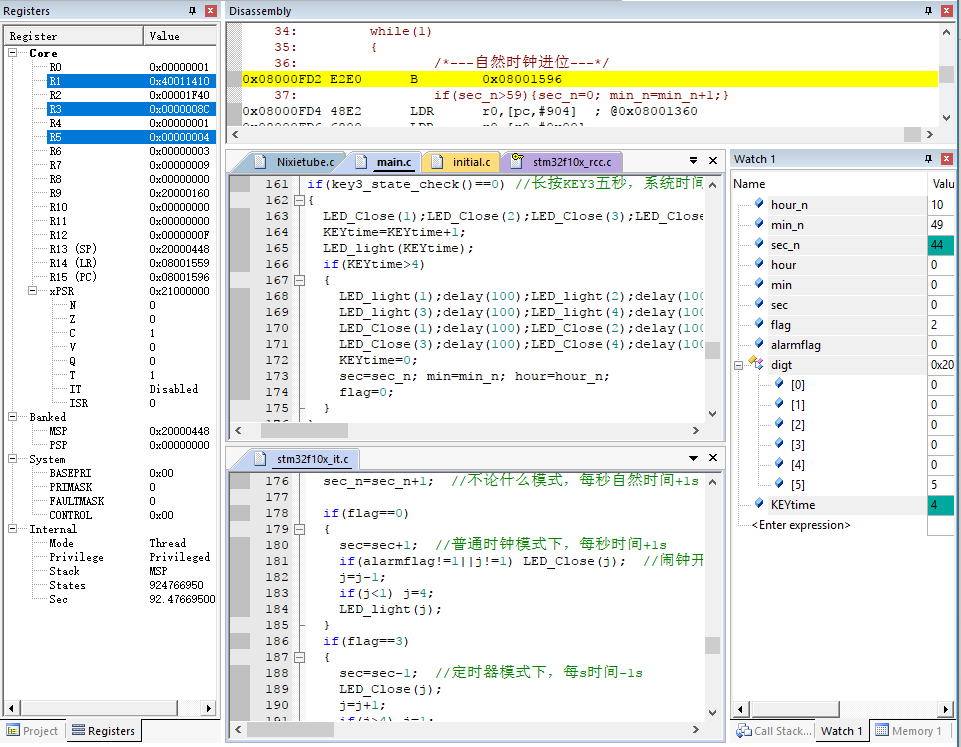 Registers
Register Value
Core
R0 0x00000001
R1 0x40011410
R2 0x00001F40
R3 0x0000008C
R4 0x00000001
R5 0x00000004
R6 0x00000003
R7 0x00000009
R8 0x00000000
R9 0x20000160
R10 0x00000000
R11 0x00000000
R12 0x0000000F
R13 (SP) 0x20000448
R14 (LR) 0x08001559
R15 (PC) 0x08001596
xPSR 0x21000000
N 0
Z 0
C 1
V 0
Q 0
T 1
IT Disabled
ISR 0
Banked
MSP 0x20000448
PSP 0x00000000
System
BASEPRI 0x00
PRIMASK 0
FAULTMASK 0
CONTROL 0x00
Internal
Mode Thread
Privilege Privileged
Stack MSP
States 924766950
Sec 92.47669500
Project Registers
Disassembly
34: while(1)
35: {
36: /*---自然时钟进位---*/
0x08000FD2 E2E0 B 0x08001596
37: if(sec_n>59){sec_n=0; min_n=min_n+1;}
0x08000FD4 48E2 LDR r0,[pc,#904] ; @0x08001360
Nixietube.c main.c initial.c stm32f10x_rcc.c
161 if(key3_state_check()==0) //长按KEY3五秒，系统时间
162 {
163 LED_Close(1);LED_Close(2);LED_Close(3);LED_Close
164 KEYtime=KEYtime+1;
165 LED_light(KEYtime);
166 if(KEYtime>4)
167 {
168 LED_light(1);delay(100);LED_light(2);delay(100
169 LED_light(3);delay(100);LED_light(4);delay(100
170 LED_Close(1);delay(100);LED_Close(2);delay(100
171 LED_Close(3);delay(100);LED_Close(4);delay(100
172 KEYtime=0;
173 sec=sec_n; min=min_n; hour=hour_n;
174 flag=0;
175 }
stm32f10x_it.c
176 sec_n=sec_n+1; //不论什么模式，每秒自然时间+1s
177
178 if(flag==0)
179 {
180 sec=sec+1; //普通时钟模式下，每秒时间+1s
181 if(alarmflag!=1||j!=1) LED_Close(j); //闹钟开
182 j=j-1;
183 if(j<1) j=4;
184 LED_light(j);
185 }
186 if(flag==3)
187 {
188 sec=sec-1; //定时器模式下，每s时间-1s
189 LED_Close(j);
190 j=j+1;
191 if(j>4) j=1;
Watch 1
Name Valu
hour_n 10
min_n 49
sec_n 44
hour 0
min 0
sec 0
flag 2
alarmflag 0
digt 0x20
[0] 0
[1] 0
[2] 0
[3] 0
[4] 0
[5] 5
KEYtime 4
<Enter expression>
Call Stack... Watch 1 Memory 1